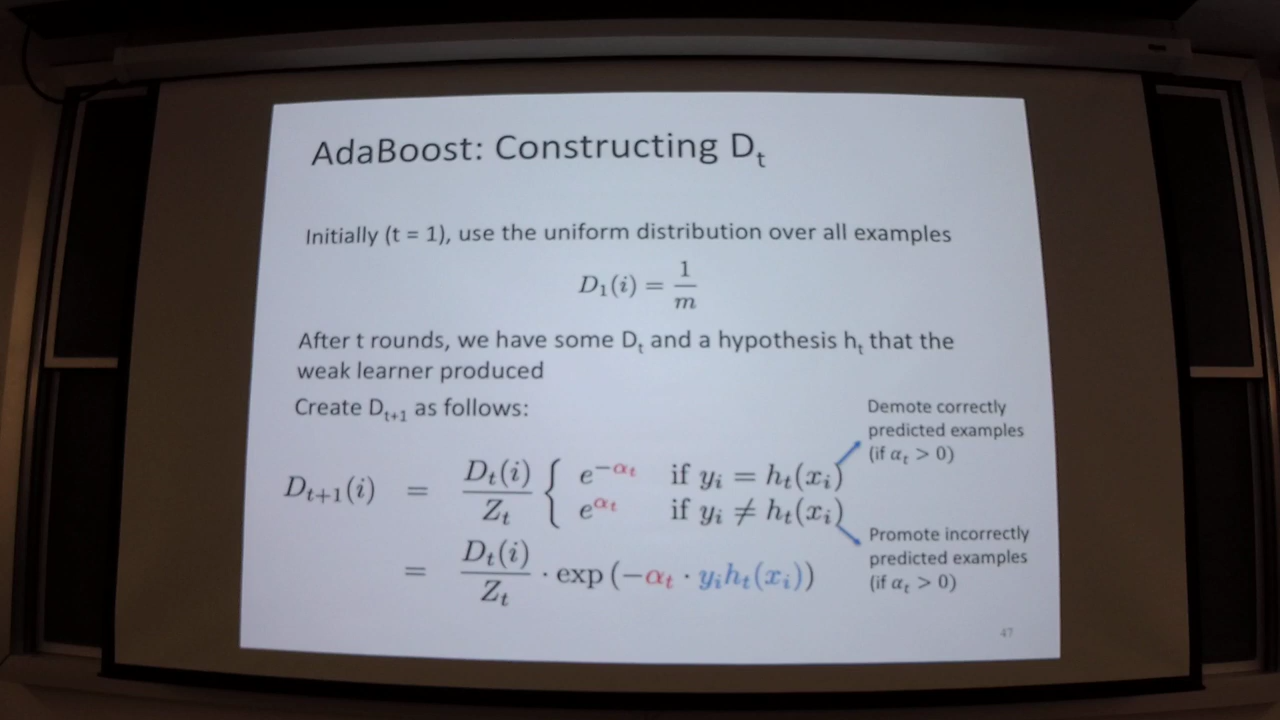 AdaBoost: Constructing Dₜ
Initially (t = 1), use the uniform distribution over all examples
D₁(i) = 1/m
After t rounds, we have some Dₜ and a hypothesis hₜ that the
weak learner produced
Create Dₜ₊₁ as follows:
Demote correctly
predicted examples
(if αₜ > 0)
Dₜ₊₁(i) = Dₜ(i)/Zₜ { e^(−αₜ) if yᵢ = hₜ(xᵢ)
e^(αₜ) if yᵢ ≠ hₜ(xᵢ)
Promote incorrectly
predicted examples
(if αₜ > 0)
= Dₜ(i)/Zₜ · exp (−αₜ · yᵢhₜ(xᵢ))
47